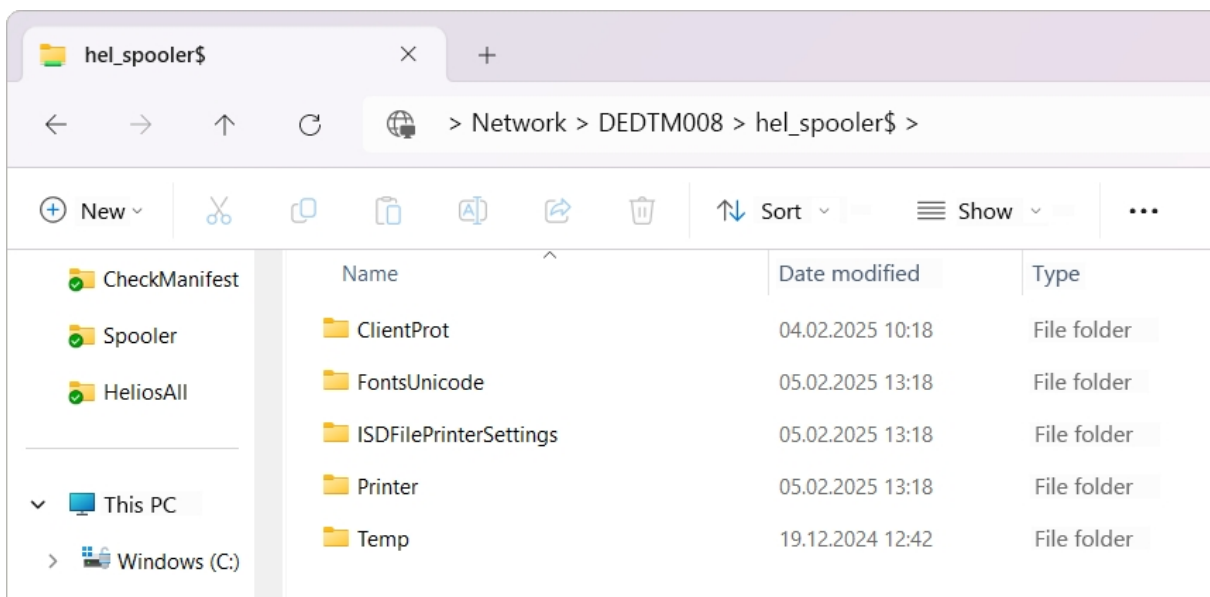 hel_spooler$
> Network > DEDTM008 > hel_spooler$ >
New Sort Show ...
CheckManifest
Spooler
HeliosAll
This PC
Windows (C:)
Name Date modified Type
ClientProt 04.02.2025 10:18 File folder
FontsUnicode 05.02.2025 13:18 File folder
ISDFilePrinterSettings 05.02.2025 13:18 File folder
Printer 05.02.2025 13:18 File folder
Temp 19.12.2024 12:42 File folder